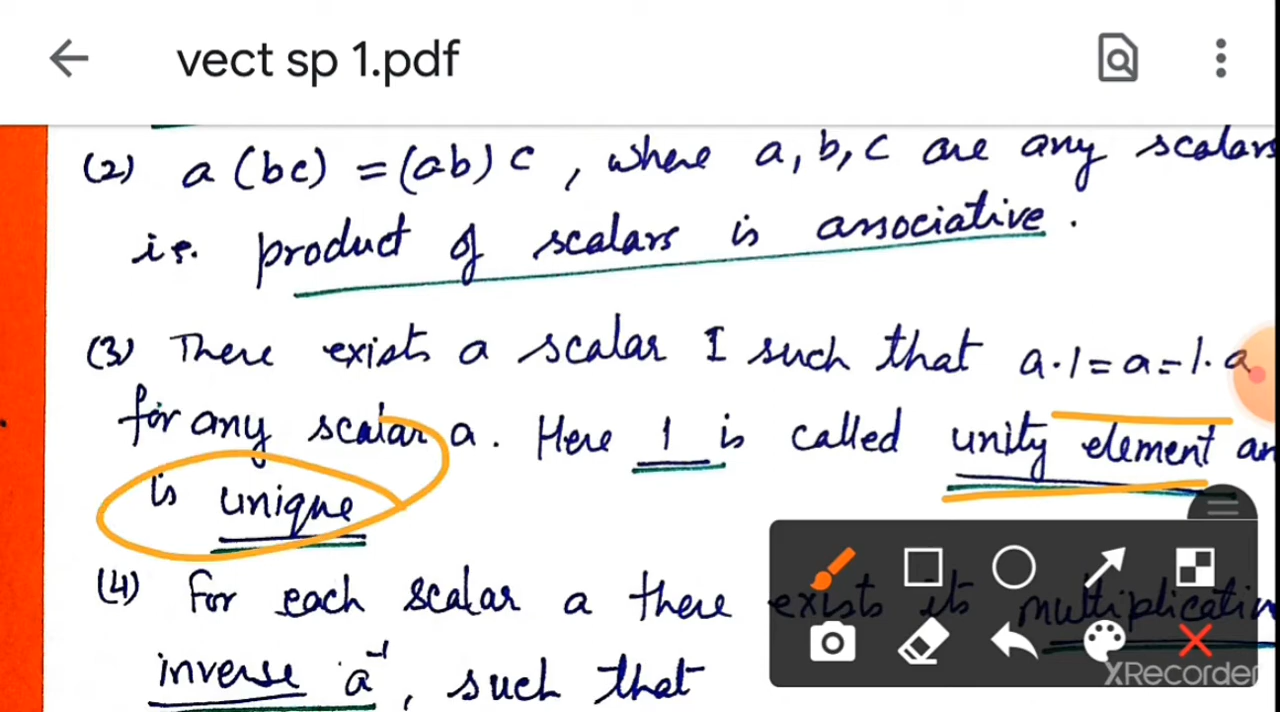 vect sp 1.pdf
(2) a (bc) = (ab) c , where a, b, c are any scalars
i.e. product of scalars is associative .
(3) There exists a scalar 1 such that a . 1 = a = 1 . a
for any scalar a. Here 1 is called unity element an
is unique
(4) For each scalar a there exists its multiplicativ
inverse a⁻¹ , such that
XRecorder